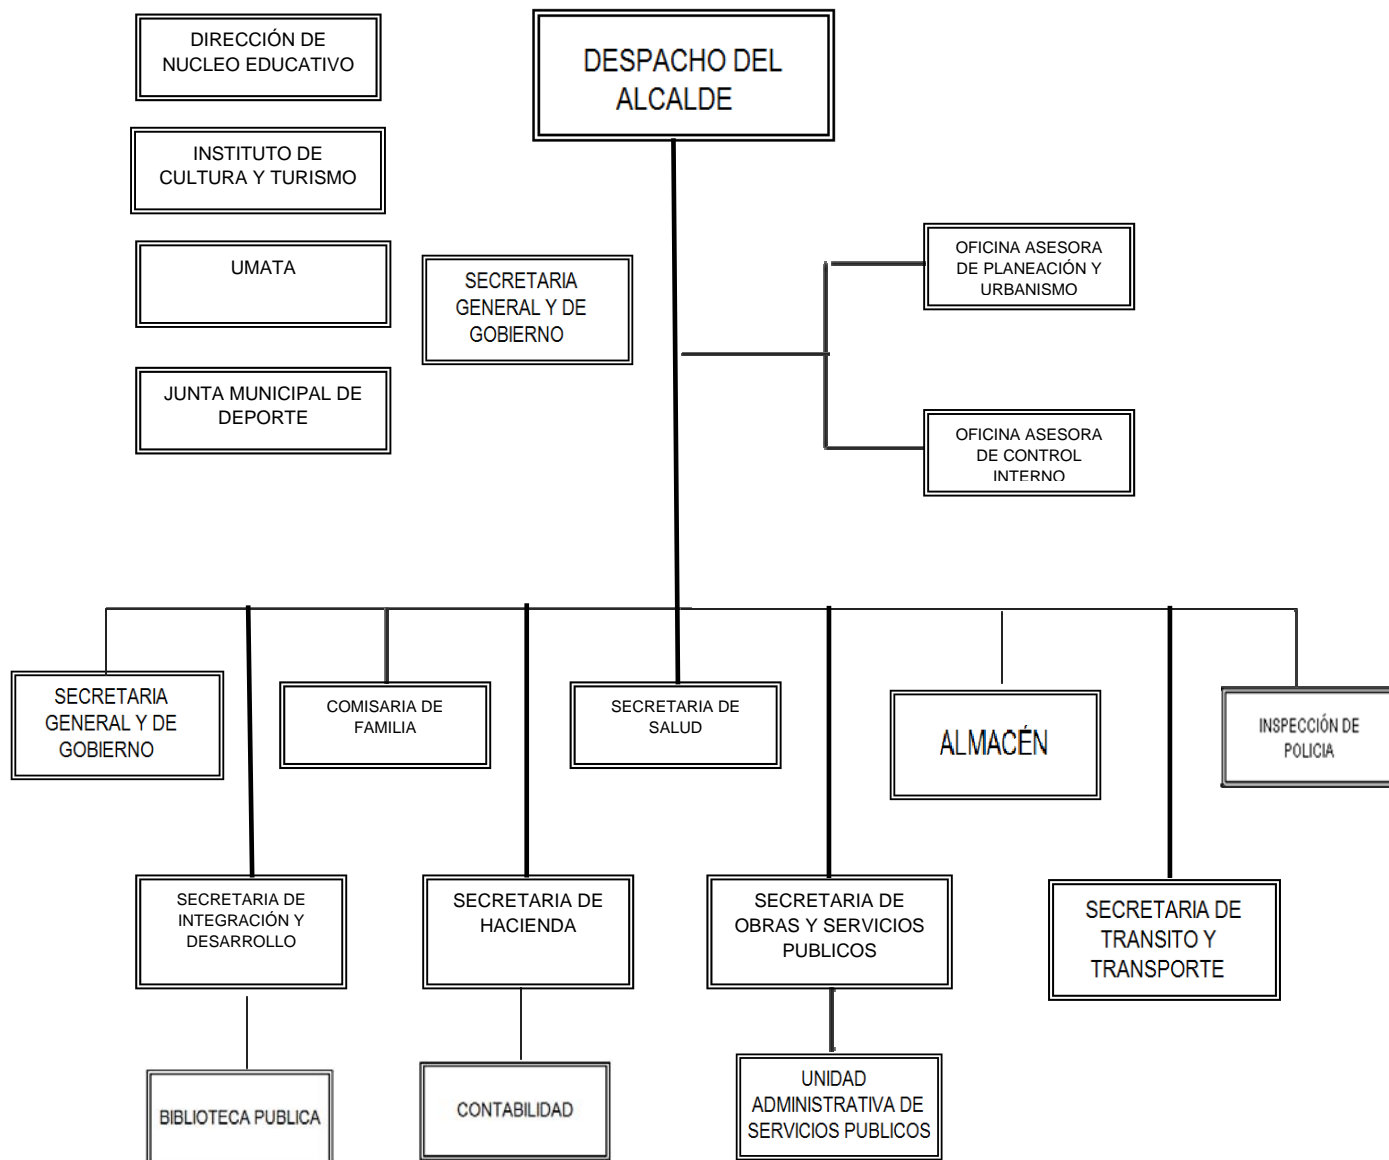 DIRECCIÓN DE
NUCLEO EDUCATIVO
DESPACHO DEL
ALCALDE
INSTITUTO DE
CULTURA Y TURISMO
UMATA
SECRETARIA
GENERAL Y DE
GOBIERNO
OFICINA ASESORA
DE PLANEACIÓN Y
URBANISMO
JUNTA MUNICIPAL DE
DEPORTE
OFICINA ASESORA
DE CONTROL
INTERNO
SECRETARIA
GENERAL Y DE
GOBIERNO
COMISARIA DE
FAMILIA
SECRETARIA DE
SALUD
ALMACÉN
INSPECCIÓN DE
POLICIA
SECRETARIA DE
INTEGRACIÓN Y
DESARROLLO
SECRETARIA DE
HACIENDA
SECRETARIA DE
OBRAS Y SERVICIOS
PUBLICOS
SECRETARIA DE
TRANSITO Y
TRANSPORTE
BIBLIOTECA PUBLICA
CONTABILIDAD
UNIDAD
ADMINISTRATIVA DE
SERVICIOS PUBLICOS